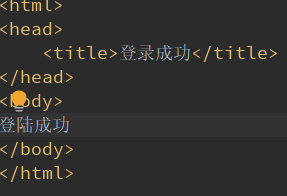 <html>
<head>
    <title>登录成功</title>
</head>
<body>
登陆成功
</body>
</html>